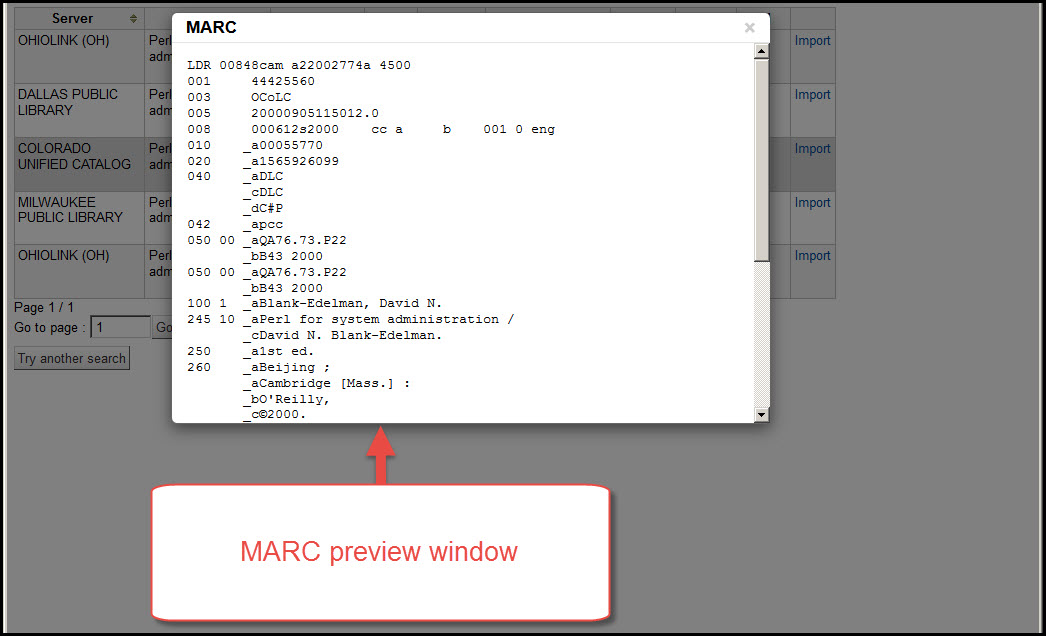 Server
OHIOLINK (OH) Perl Import
adm
DALLAS PUBLIC Perl Import
LIBRARY adm
COLORADO Perl Import
UNIFIED CATALOG adm
MILWAUKEE Perl Import
PUBLIC LIBRARY adm
OHIOLINK (OH) Perl Import
adm
Page 1 / 1
Go to page : 1 Go
Try another search
MARC ×
LDR 00848cam a22002774a 4500
001     44425560
003     OCoLC
005     20000905115012.0
008     000612s2000    cc a     b    001 0 eng
010    _a00055770
020    _a1565926099
040    _aDLC
_cDLC
_dC#P
042    _apcc
050 00 _aQA76.73.P22
_bB43 2000
050 00 _aQA76.73.P22
_bB43 2000
100 1  _aBlank-Edelman, David N.
245 10 _aPerl for system administration /
_cDavid N. Blank-Edelman.
250    _a1st ed.
260    _aBeijing ;
_aCambridge [Mass.] :
_bO'Reilly,
_c©2000.
MARC preview window